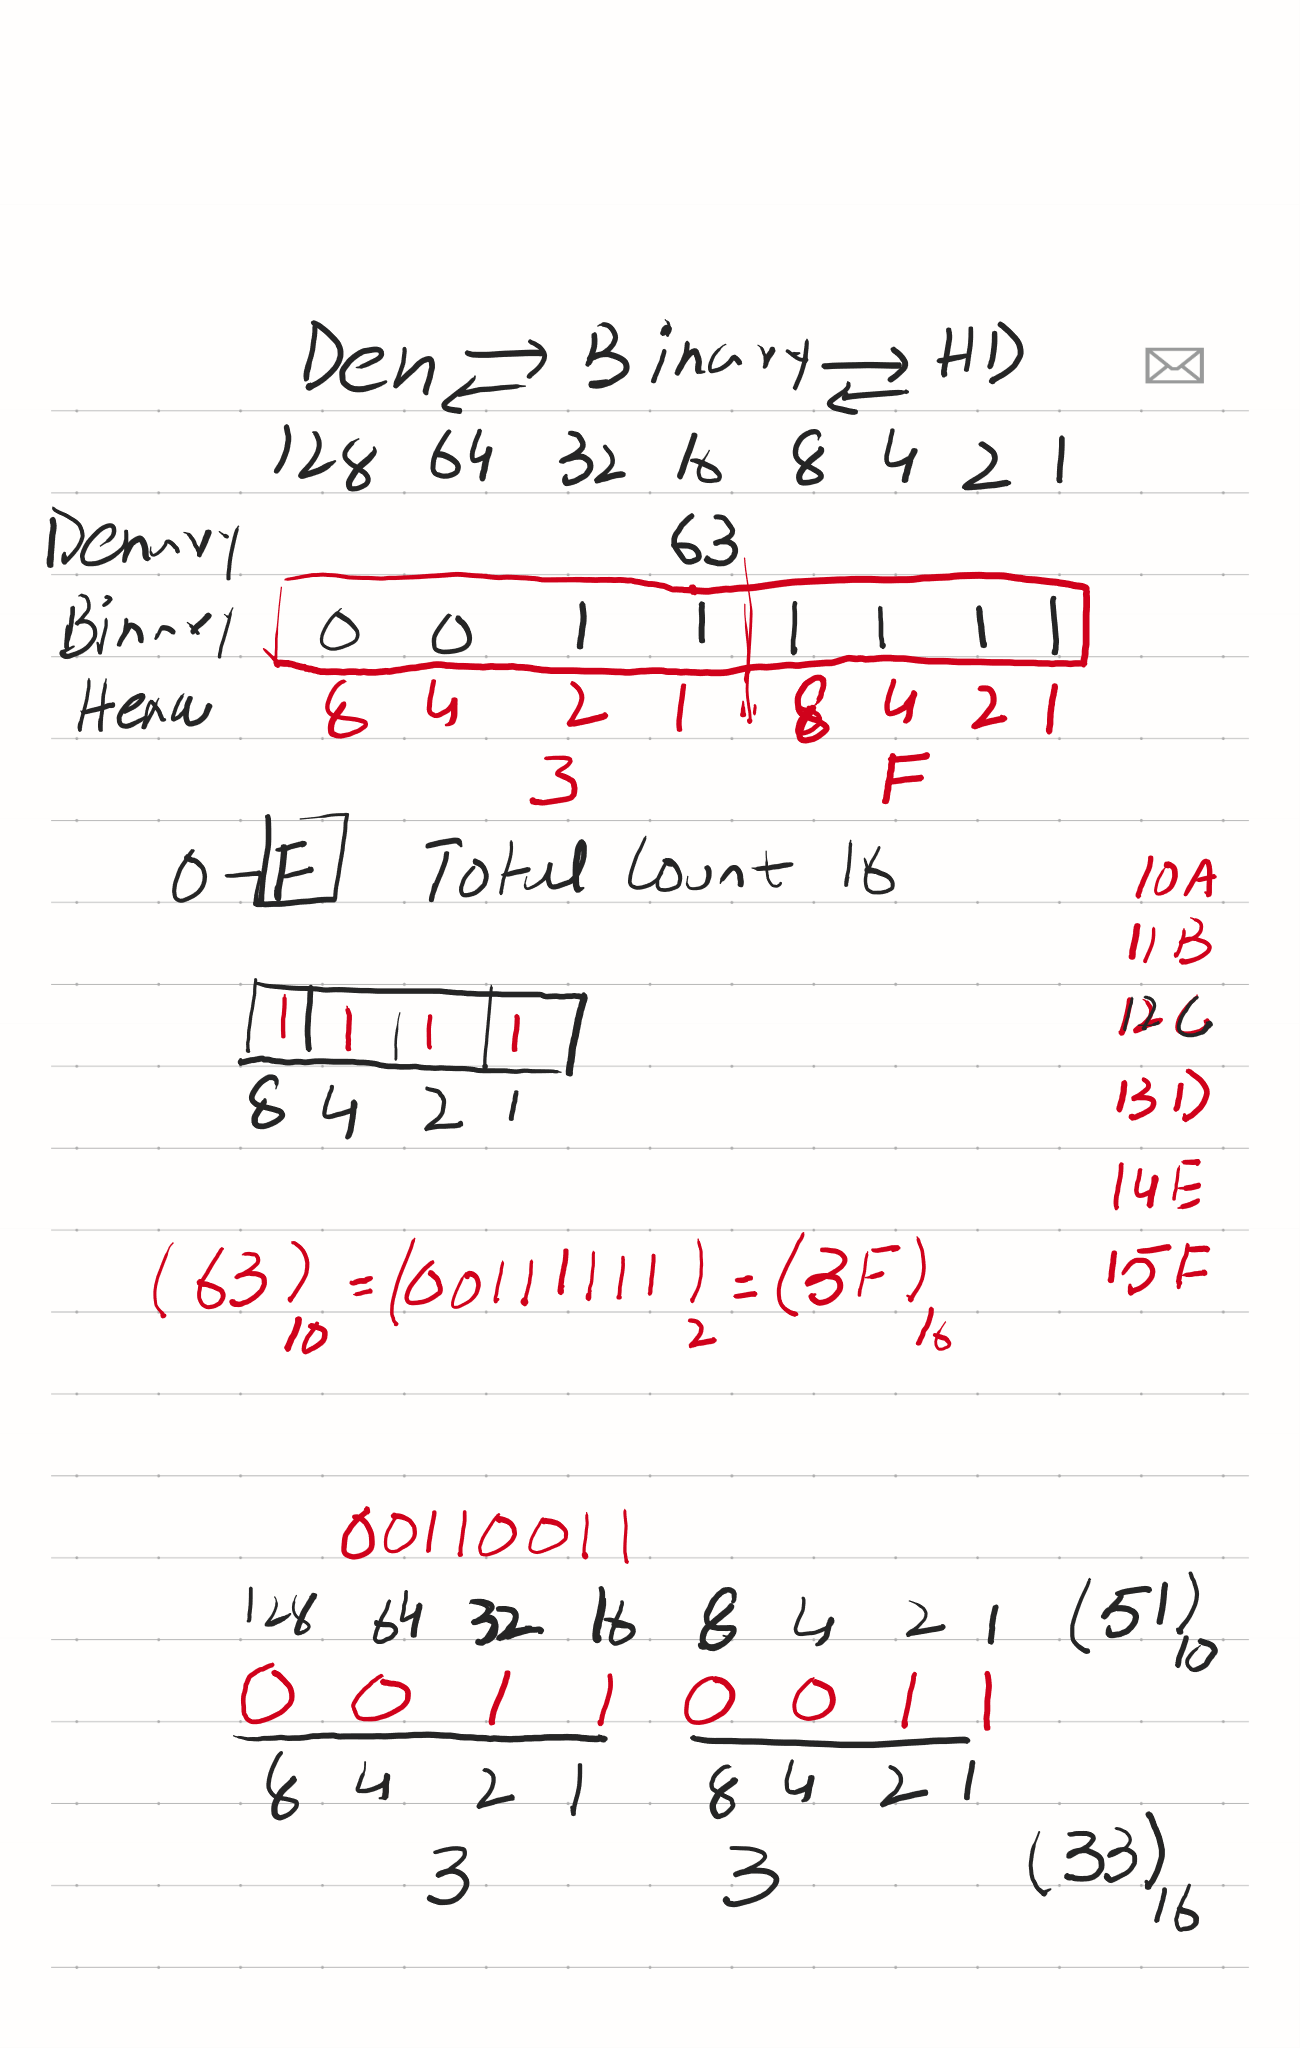 Den ⇄ Binary ⇄ HD
128 64 32 16 8 4 2 1
Denary 63
Binary 0 0 1 1 1 1 1 1
Hexa 8 4 2 1 8 4 2 1
3 F
0-F Total Count 16
10 A
11 B
12 C
13 D
14 E
15 F
1 1 1 1
8 4 2 1
(63)10 = (00111111)2 = (3F)16
00110011
128 64 32 16 8 4 2 1 (51)10
0 0 1 1 0 0 1 1
8 4 2 1 8 4 2 1
3 3 (33)16